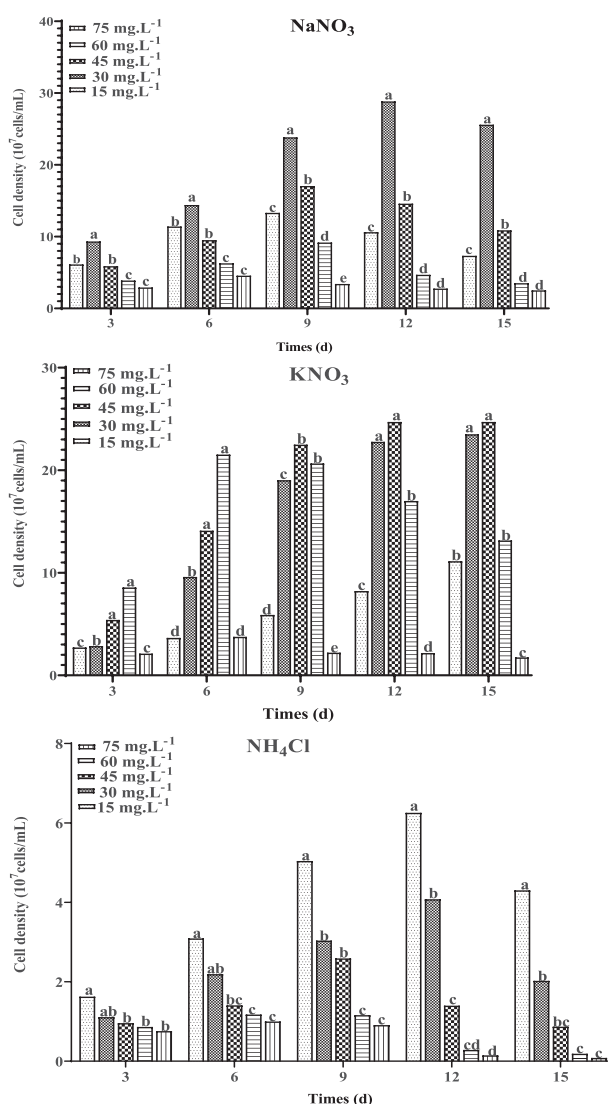 NaNO₃
75 mg.L⁻¹
60 mg.L⁻¹
45 mg.L⁻¹
30 mg.L⁻¹
15 mg.L⁻¹
Cell density (10⁷cells/mL)
40
30
20
10
0
b a b c c
b a b c c
c a b d e
c a b d d
c a b d d
3 6 9 12 15
Times (d)
KNO₃
75 mg.L⁻¹
60 mg.L⁻¹
45 mg.L⁻¹
30 mg.L⁻¹
15 mg.L⁻¹
Cell density (10⁷cells/mL)
30
20
10
0
c b a a c
d b a a d
d c b b e
c a a b d
b a a b c
3 6 9 12 15
Times (d)
NH₄Cl
75 mg.L⁻¹
60 mg.L⁻¹
45 mg.L⁻¹
30 mg.L⁻¹
15 mg.L⁻¹
Cell density (10⁷cells/mL)
8
6
4
2
0
a ab b b b
a ab bc c c
a b b c c
a b c cd d
a b bc c c
3 6 9 12 15
Times (d)